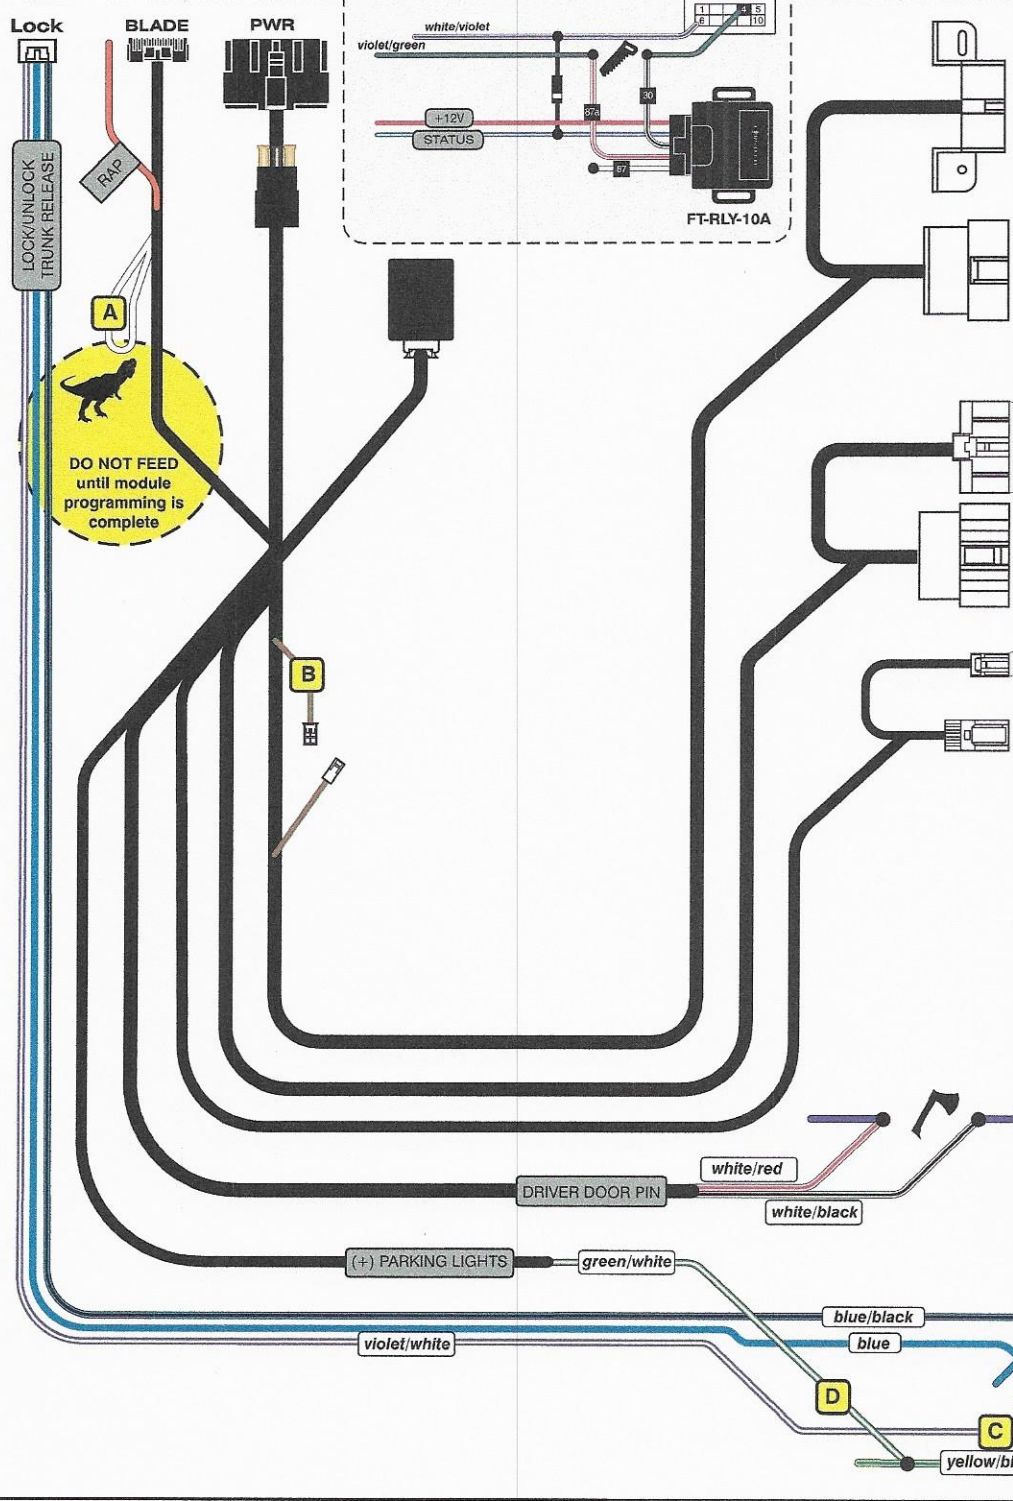 Lock
BLADE
PWR
white/violet
violet/green
1
4
5
6
10
87a
30
+12V
STATUS
87
FT-RLY-10A
LOCK/UNLOCK
TRUNK RELEASE
RAP
A
DO NOT FEED
until module
programming is
complete
B
white/red
DRIVER DOOR PIN
white/black
(+) PARKING LIGHTS
green/white
blue/black
violet/white
blue
D
C
yellow/bl